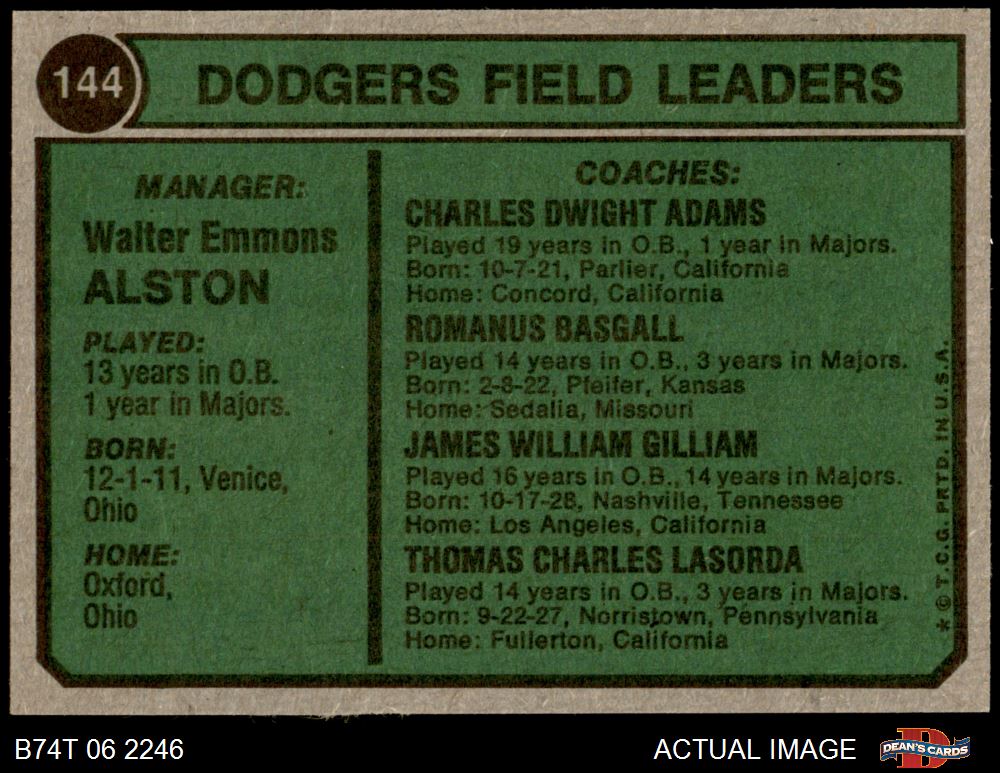 144
DODGERS FIELD LEADERS
MANAGER:
Walter Emmons
ALSTON
PLAYED:
13 years in O.B.
1 year in Majors.
BORN:
12-1-11, Venice,
Ohio
HOME:
Oxford,
Ohio
COACHES:
CHARLES DWIGHT ADAMS
Played 19 years in O.B., 1 year in Majors.
Born: 10-7-21, Parlier, California
Home: Concord, California
ROMANUS BASGALL
Played 14 years in O.B., 3 years in Majors.
Born: 2-8-22, Pfeifer, Kansas
Home: Sedalia, Missouri
JAMES WILLIAM GILLIAM
Played 16 years in O.B., 14 years in Majors.
Born: 10-17-28, Nashville, Tennessee
Home: Los Angeles, California
THOMAS CHARLES LASORDA
Played 14 years in O.B., 3 years in Majors.
Born: 9-22-27, Norristown, Pennsylvania
Home: Fullerton, California
* © T.C.G. PRTD. IN U.S.A.
B74T 06 2246
ACTUAL IMAGE
DEAN'S CARDS